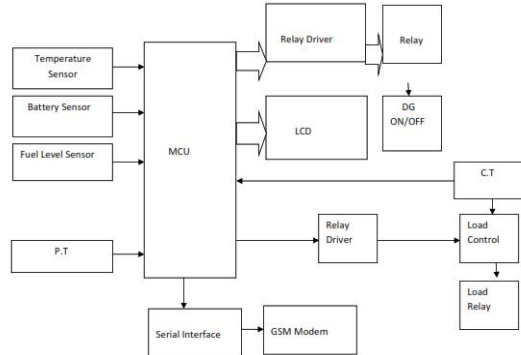 Relay Driver
Relay
Temperature
Sensor
Battery Sensor
Fuel Level Sensor
MCU
LCD
DG
ON/OFF
C.T
P.T
Relay
Driver
Load
Control
Load
Relay
Serial Interface
GSM Modem